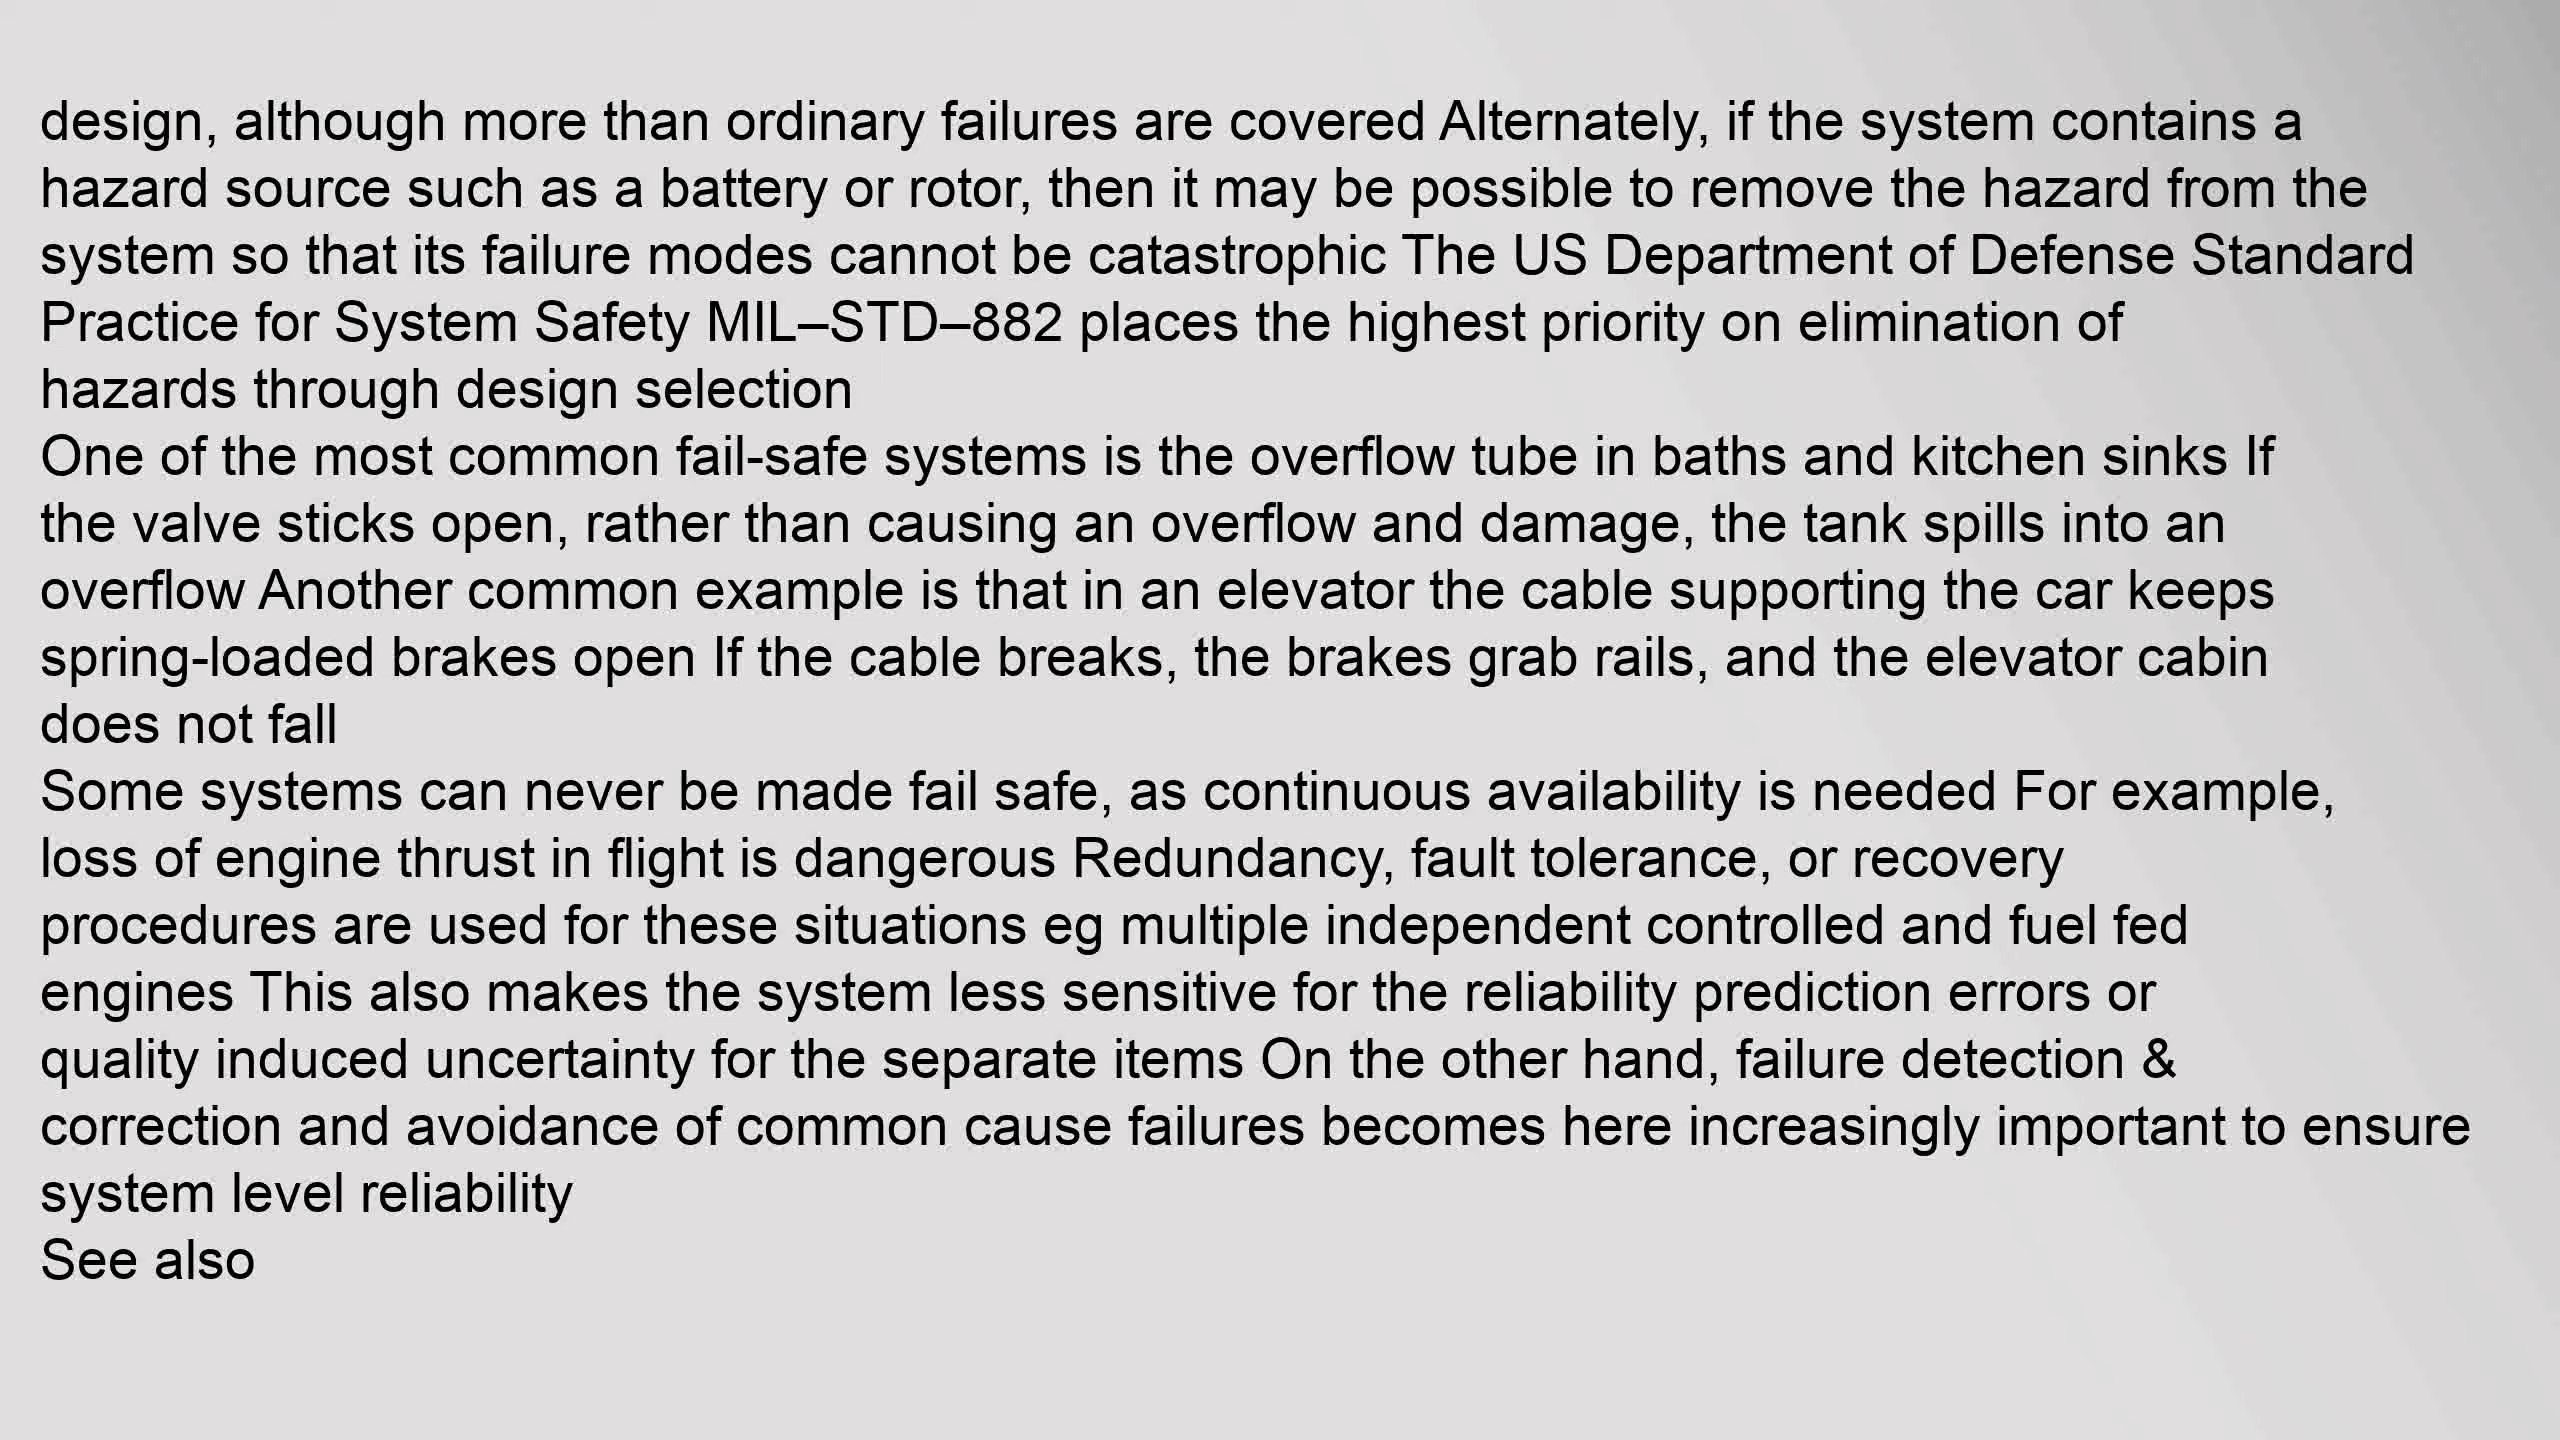 design, although more than ordinary failures are covered Alternately, if the system contains a
hazard source such as a battery or rotor, then it may be possible to remove the hazard from the
system so that its failure modes cannot be catastrophic The US Department of Defense Standard
Practice for System Safety MIL–STD–882 places the highest priority on elimination of
hazards through design selection
One of the most common fail-safe systems is the overflow tube in baths and kitchen sinks If
the valve sticks open, rather than causing an overflow and damage, the tank spills into an
overflow Another common example is that in an elevator the cable supporting the car keeps
spring-loaded brakes open If the cable breaks, the brakes grab rails, and the elevator cabin
does not fall
Some systems can never be made fail safe, as continuous availability is needed For example,
loss of engine thrust in flight is dangerous Redundancy, fault tolerance, or recovery
procedures are used for these situations eg multiple independent controlled and fuel fed
engines This also makes the system less sensitive for the reliability prediction errors or
quality induced uncertainty for the separate items On the other hand, failure detection &
correction and avoidance of common cause failures becomes here increasingly important to ensure
system level reliability
See also